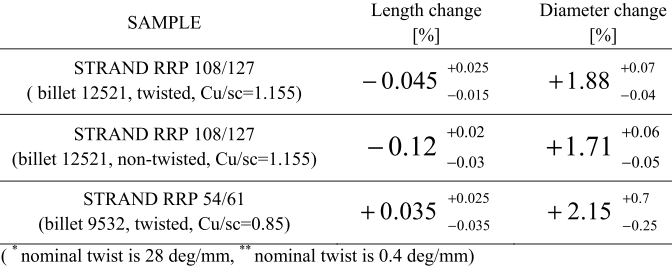 SAMPLE Length change Diameter change
[%] [%]
STRAND RRP 108/127
( billet 12521, twisted, Cu/sc=1.155) −0.045 +0.025 −0.015 +1.88 +0.07 −0.04
STRAND RRP 108/127
(billet 12521, non-twisted, Cu/sc=1.155) −0.12 +0.02 −0.03 +1.71 +0.06 −0.05
STRAND RRP 54/61
(billet 9532, twisted, Cu/sc=0.85) +0.035 +0.025 −0.035 +2.15 +0.7 −0.25
( * nominal twist is 28 deg/mm, ** nominal twist is 0.4 deg/mm)